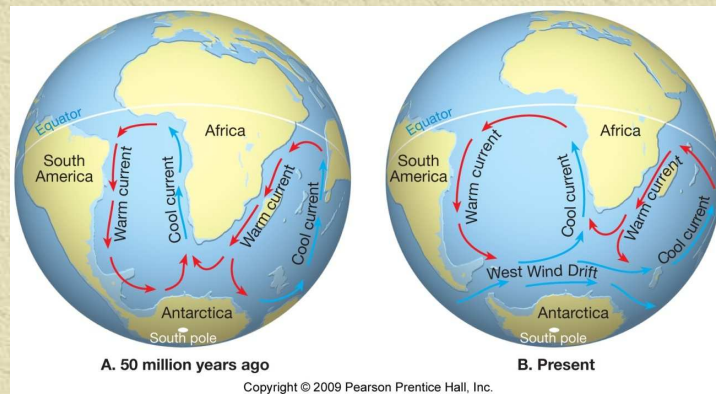 Equator
Africa
South
America
Warm current
Cool current
Warm current
Cool current
Antarctica
South pole
A. 50 million years ago
Equator
Africa
South
America
Warm current
Cool current
Warm current
Cool current
West Wind Drift
Antarctica
South pole
B. Present
Copyright © 2009 Pearson Prentice Hall, Inc.